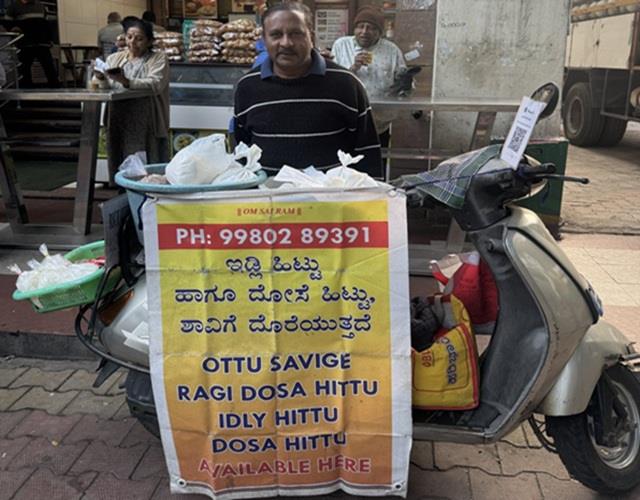 || OM SAI RAM ||
PH: 99802 89391
ಇಡ್ಲಿ ಹಿಟ್ಟು
ಹಾಗೂ ದೋಸೆ ಹಿಟ್ಟು,
ಶಾವಿಗೆ ದೊರೆಯುತ್ತದೆ
OTTU SAVIGE
RAGI DOSA HITTU
IDLY HITTU
DOSA HITTU
AVAILABLE HERE